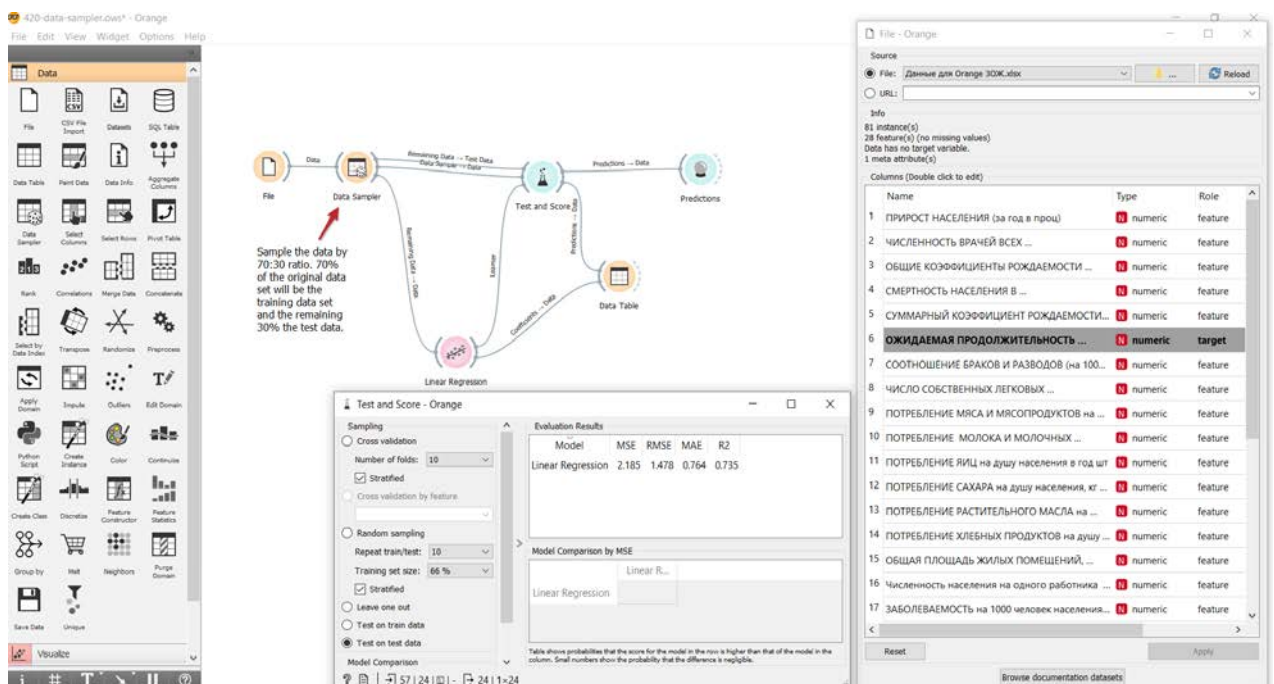 420-data-sampler.ows* - Orange
File Edit View Widget Options Help
Data
File
CSV File Import
Datasets
SQL Table
Data Table
Paint Data
Data Info
Aggregate Columns
Data Sampler
Select Columns
Select Rows
Pivot Table
Rank
Correlations
Merge Data
Concatenate
Select by Data Index
Transpose
Randomize
Preprocess
Apply Domain
Impute
Outliers
Edit Domain
Python Script
Create Instance
Color
Continuize
Create Class
Discretize
Feature Constructor
Feature Statistics
Group by
Melt
Neighbors
Purge Domain
Save Data
Unique
Visualize
File
Data
Data Sampler
Remaining Data → Test Data
Data Sample → Data
Test and Score
Predictions → Data
Predictions
Remaining Data → Data
Learner
Predictions → Data
Data Table
Coefficients → Data
Linear Regression
Sample the data by
70:30 ratio. 70%
of the original data
set will be the
training data set
and the remaining
30% the test data.
Test and Score - Orange
Sampling
Cross validation
Number of folds: 10
Stratified
Cross validation by feature
Random sampling
Repeat train/test: 10
Training set size: 66 %
Stratified
Leave one out
Test on train data
Test on test data
Model Comparison
Evaluation Results
Model MSE RMSE MAE R2
Linear Regression 2.185 1.478 0.764 0.735
Model Comparison by MSE
Linear R...
Linear Regression
Table shows probabilities that the score for the model in the row is higher than that of the model in the
column. Small numbers show the probability that the difference is negligible.
57 | 24 | - 24 | 1×24
File - Orange
Source
File: Данные для Orange ЗОЖ.xlsx ... Reload
URL:
Info
81 instance(s)
28 feature(s) (no missing values)
Data has no target variable.
1 meta attribute(s)
Columns (Double click to edit)
Name Type Role
1 ПРИРОСТ НАСЕЛЕНИЯ (за год в проц) N numeric feature
2 ЧИСЛЕННОСТЬ ВРАЧЕЙ ВСЕХ ... N numeric feature
3 ОБЩИЕ КОЭФФИЦИЕНТЫ РОЖДАЕМОСТИ ... N numeric feature
4 СМЕРТНОСТЬ НАСЕЛЕНИЯ В ... N numeric feature
5 СУММАРНЫЙ КОЭФФИЦИЕНТ РОЖДАЕМОСТИ... N numeric feature
6 ОЖИДАЕМАЯ ПРОДОЛЖИТЕЛЬНОСТЬ ... N numeric target
7 СООТНОШЕНИЕ БРАКОВ И РАЗВОДОВ (на 100... N numeric feature
8 ЧИСЛО СОБСТВЕННЫХ ЛЕГКОВЫХ ... N numeric feature
9 ПОТРЕБЛЕНИЕ МЯСА И МЯСОПРОДУКТОВ на ... N numeric feature
10 ПОТРЕБЛЕНИЕ МОЛОКА И МОЛОЧНЫХ ... N numeric feature
11 ПОТРЕБЛЕНИЕ ЯИЦ на душу населения в год шт N numeric feature
12 ПОТРЕБЛЕНИЕ САХАРА на душу населения, кг ... N numeric feature
13 ПОТРЕБЛЕНИЕ РАСТИТЕЛЬНОГО МАСЛА на ... N numeric feature
14 ПОТРЕБЛЕНИЕ ХЛЕБНЫХ ПРОДУКТОВ на душу ... N numeric feature
15 ОБЩАЯ ПЛОЩАДЬ ЖИЛЫХ ПОМЕЩЕНИЙ, ... N numeric feature
16 Численность населения на одного работника ... N numeric feature
17 ЗАБОЛЕВАЕМОСТЬ на 1000 человек населения... N numeric feature
Reset Apply
Browse documentation datasets